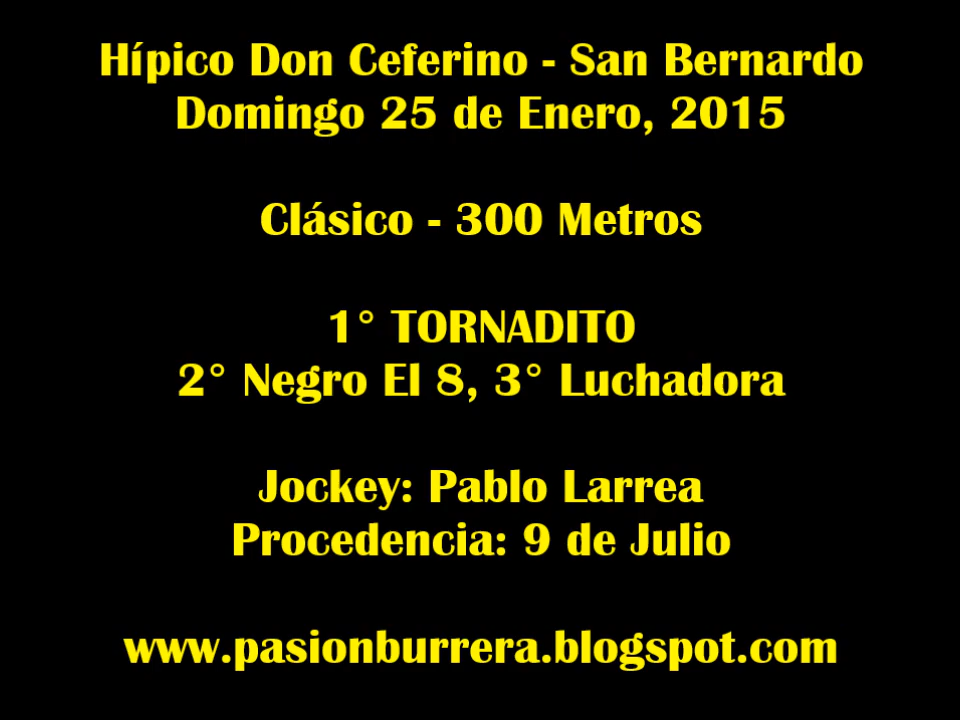 Hípico Don Ceferino - San Bernardo
Domingo 25 de Enero, 2015
Clásico - 300 Metros
1° TORNADITO
2° Negro El 8, 3° Luchadora
Jockey: Pablo Larrea
Procedencia: 9 de Julio
www.pasionburrera.blogspot.com